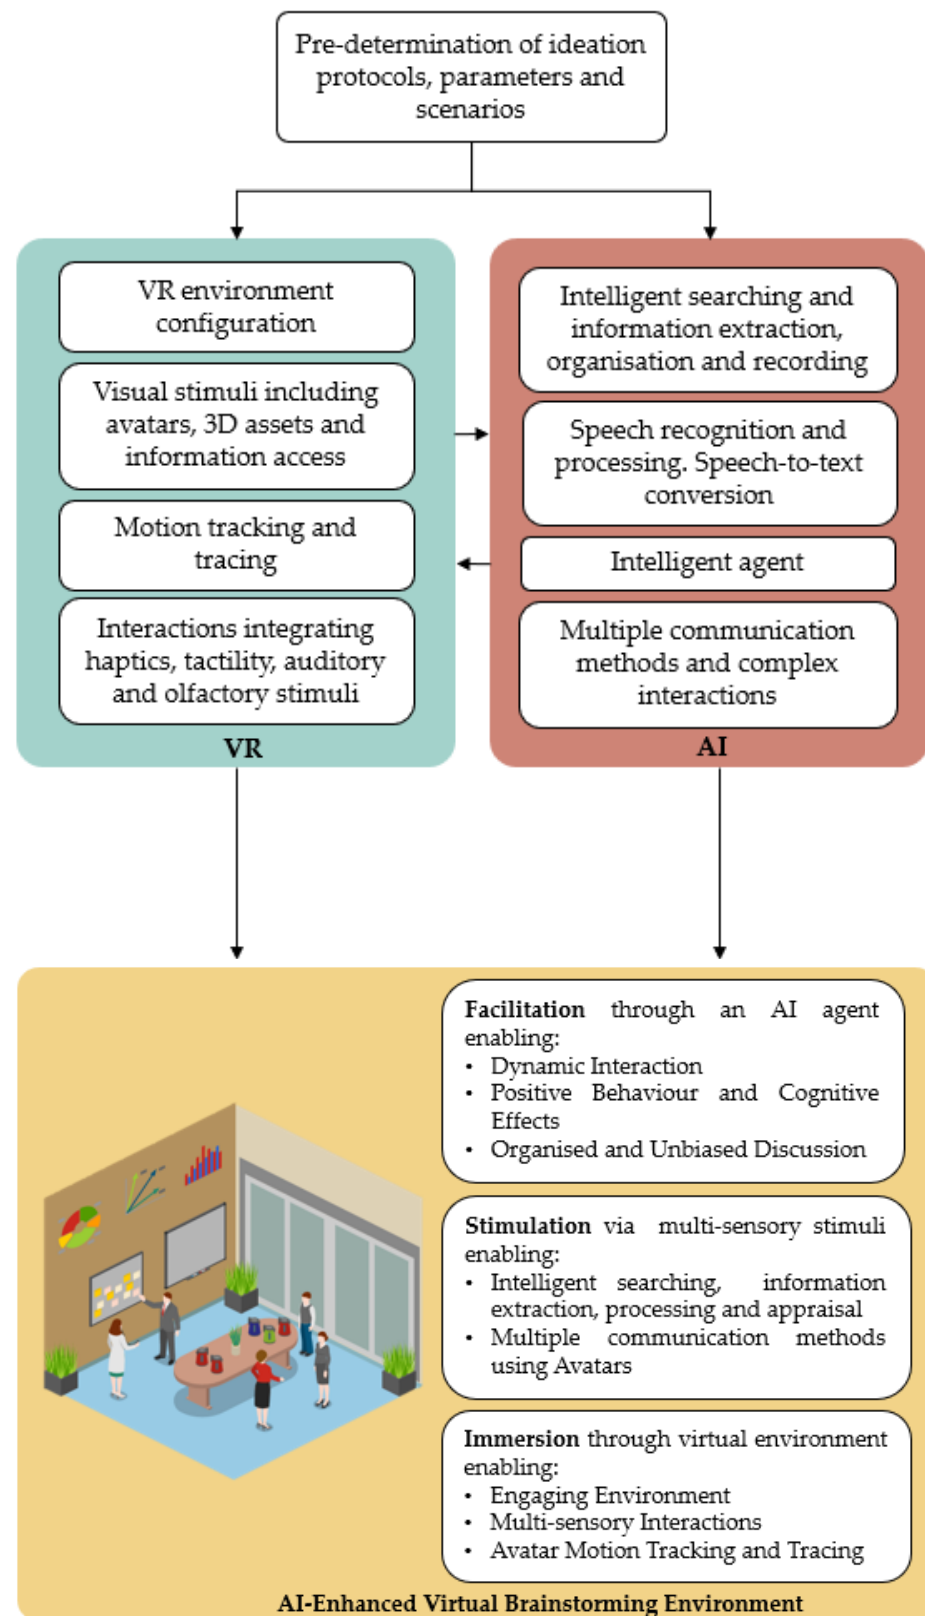 Pre-determination of ideation
protocols, parameters and
scenarios
VR environment
configuration
Visual stimuli including
avatars, 3D assets and
information access
Motion tracking and
tracing
Interactions integrating
haptics, tactility, auditory
and olfactory stimuli
VR
Intelligent searching and
information extraction,
organisation and recording
Speech recognition and
processing. Speech-to-text
conversion
Intelligent agent
Multiple communication
methods and complex
interactions
AI
Facilitation through an AI agent
enabling:
• Dynamic Interaction
• Positive Behaviour and Cognitive
Effects
• Organised and Unbiased Discussion
Stimulation via multi-sensory stimuli
enabling:
• Intelligent searching, information
extraction, processing and appraisal
• Multiple communication methods
using Avatars
Immersion through virtual environment
enabling:
• Engaging Environment
• Multi-sensory Interactions
• Avatar Motion Tracking and Tracing
AI-Enhanced Virtual Brainstorming Environment